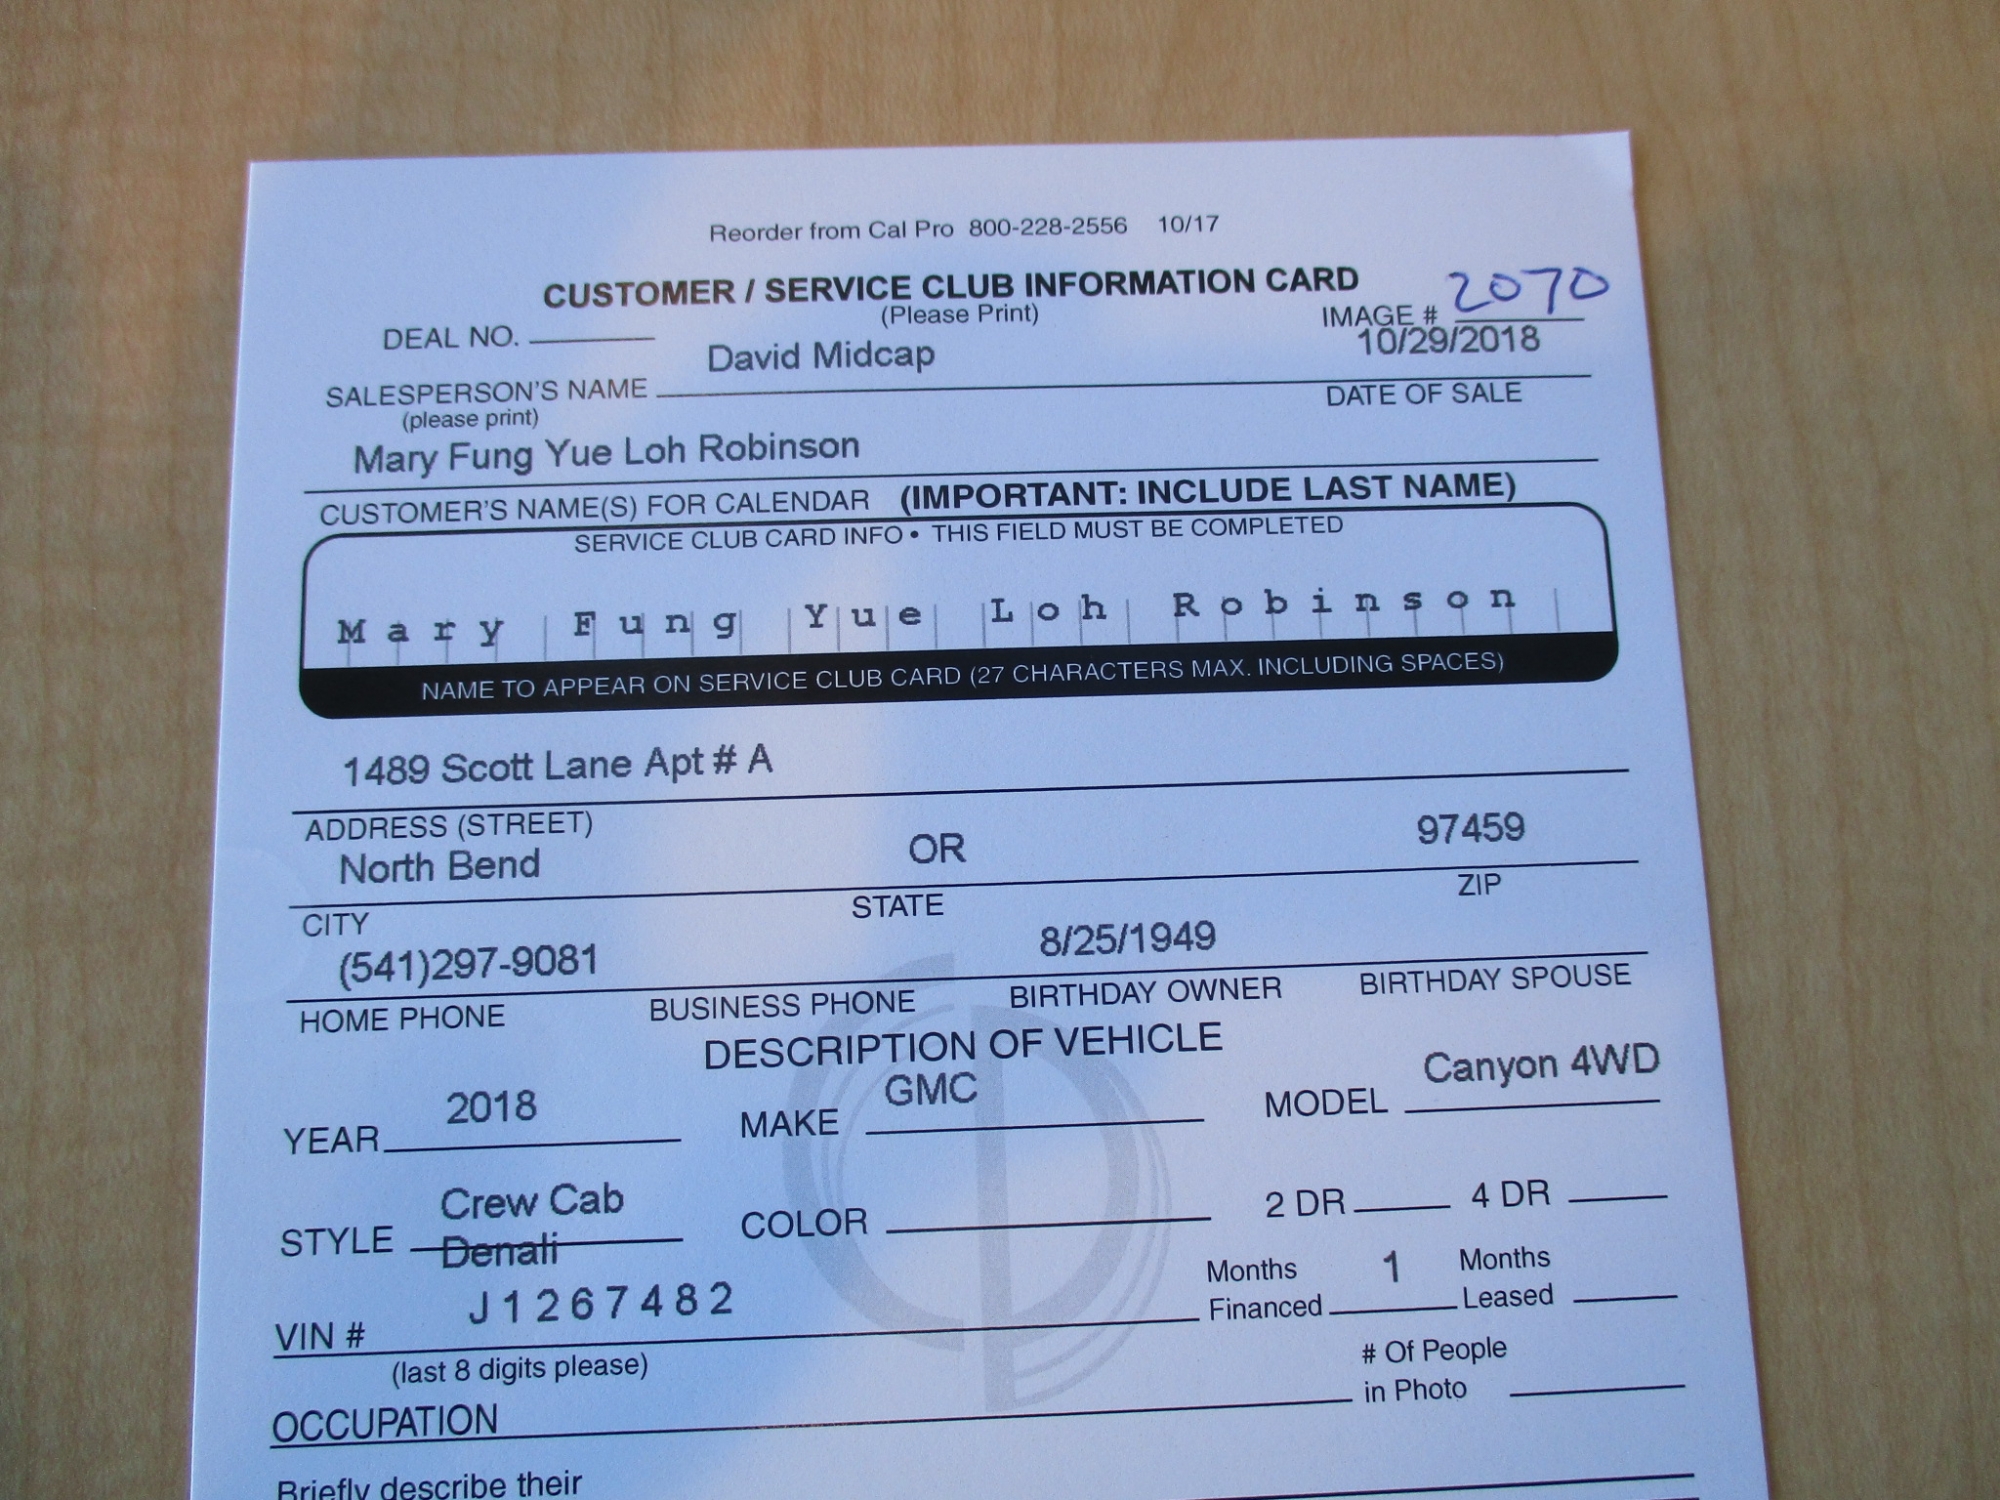 Reorder from Cal Pro 800-228-2556 10/17
CUSTOMER / SERVICE CLUB INFORMATION CARD
(Please Print)
IMAGE # 2070
DEAL NO.
David Midcap
10/29/2018
SALESPERSON'S NAME
DATE OF SALE
(please print)
Mary Fung Yue Loh Robinson
CUSTOMER'S NAME(S) FOR CALENDAR (IMPORTANT: INCLUDE LAST NAME)
SERVICE CLUB CARD INFO • THIS FIELD MUST BE COMPLETED
Mary Fung Yue Loh Robinson
NAME TO APPEAR ON SERVICE CLUB CARD (27 CHARACTERS MAX. INCLUDING SPACES)
1489 Scott Lane Apt # A
ADDRESS (STREET)
North Bend OR 97459
CITY STATE ZIP
(541)297-9081 8/25/1949
HOME PHONE BUSINESS PHONE BIRTHDAY OWNER BIRTHDAY SPOUSE
DESCRIPTION OF VEHICLE
YEAR 2018 MAKE GMC MODEL Canyon 4WD
Crew Cab
STYLE Denali COLOR 2 DR 4 DR
J1267482
Months Financed 1 Months Leased
VIN #
(last 8 digits please)
# Of People
in Photo
OCCUPATION
Briefly describe their